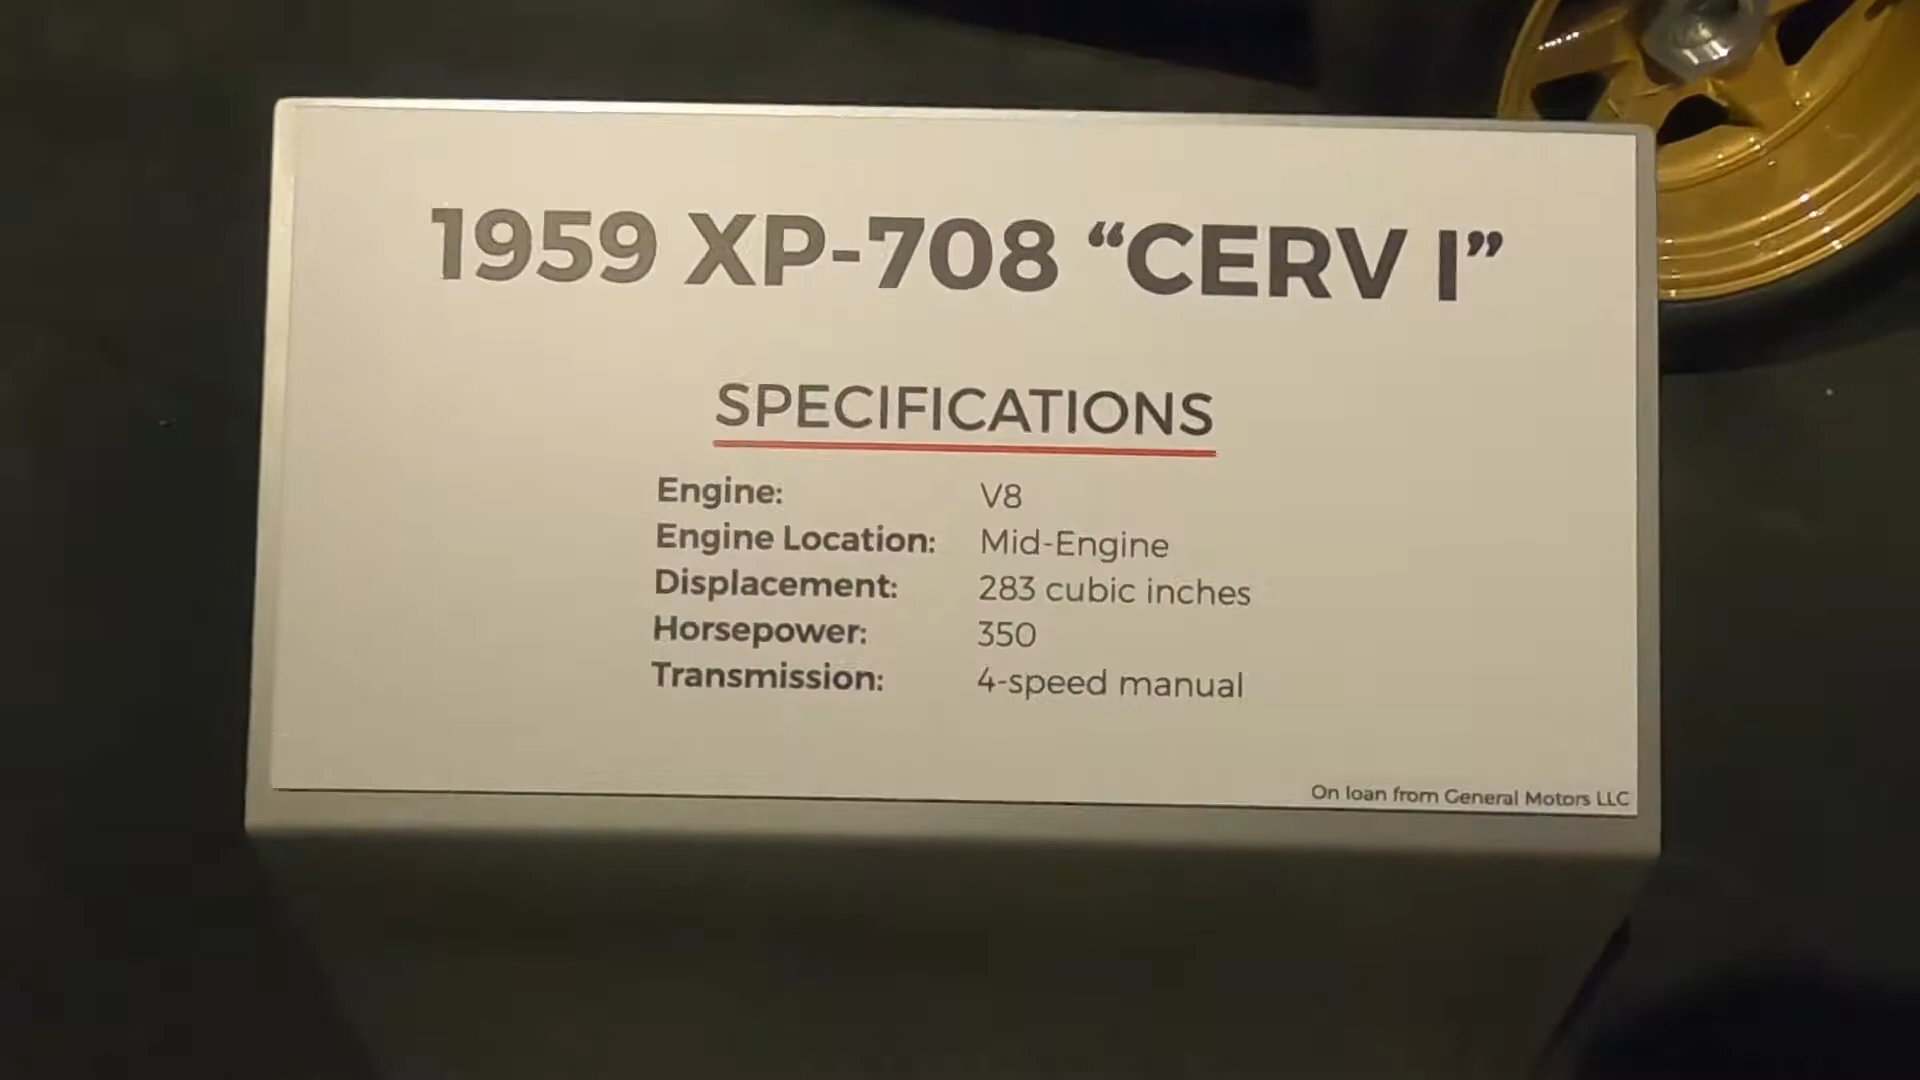 1959 XP-708 “CERV I”
SPECIFICATIONS
Engine: V8
Engine Location: Mid-Engine
Displacement: 283 cubic inches
Horsepower: 350
Transmission: 4-speed manual
On loan from General Motors LLC